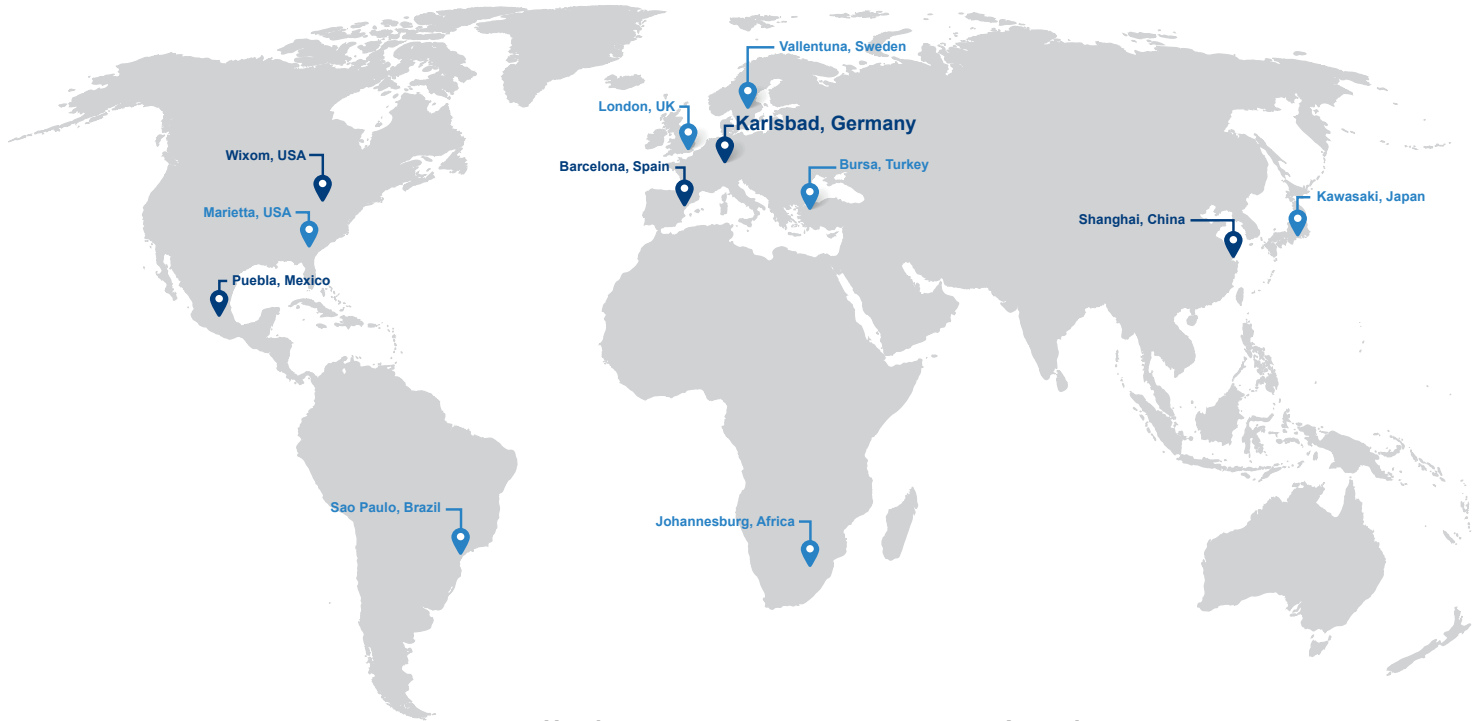 Vallentuna, Sweden
London, UK
Karlsbad, Germany
Wixom, USA
Barcelona, Spain
Bursa, Turkey
Marietta, USA
Kawasaki, Japan
Shanghai, China
Puebla, Mexico
Sao Paulo, Brazil
Johannesburg, Africa